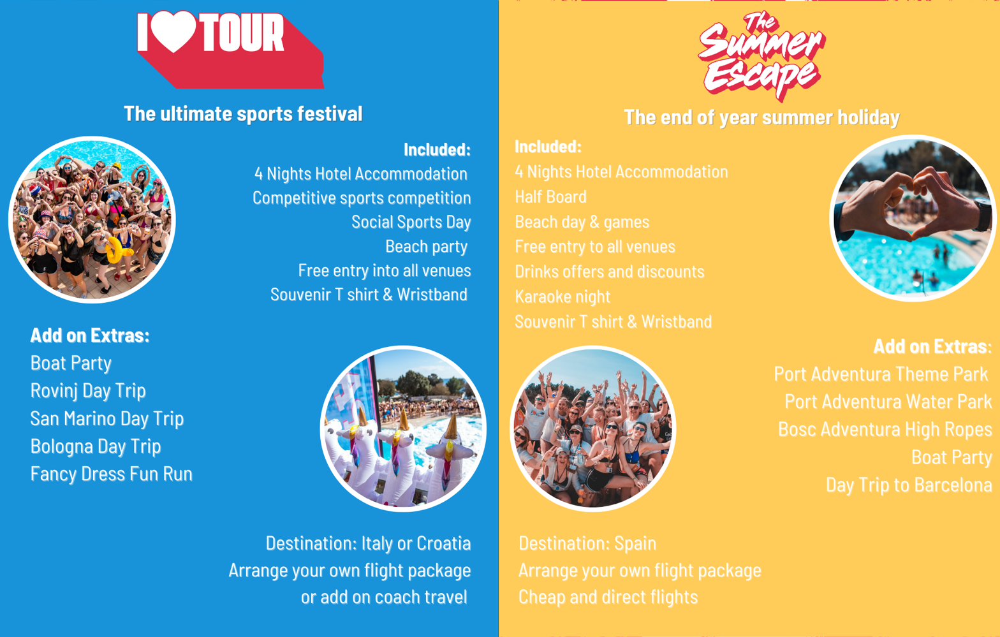 I ♥ TOUR
The ultimate sports festival
Included:
4 Nights Hotel Accommodation
Competitive sports competition
Social Sports Day
Beach party
Free entry into all venues
Souvenir T shirt & Wristband
Add on Extras:
Boat Party
Rovinj Day Trip
San Marino Day Trip
Bologna Day Trip
Fancy Dress Fun Run
Destination: Italy or Croatia
Arrange your own flight package
or add on coach travel
The
Summer
Escape
The end of year summer holiday
Included:
4 Nights Hotel Accommodation
Half Board
Beach day & games
Free entry to all venues
Drinks offers and discounts
Karaoke night
Souvenir T shirt & Wristband
Add on Extras:
Port Adventura Theme Park
Port Adventura Water Park
Bosc Adventura High Ropes
Boat Party
Day Trip to Barcelona
Destination: Spain
Arrange your own flight package
Cheap and direct flights